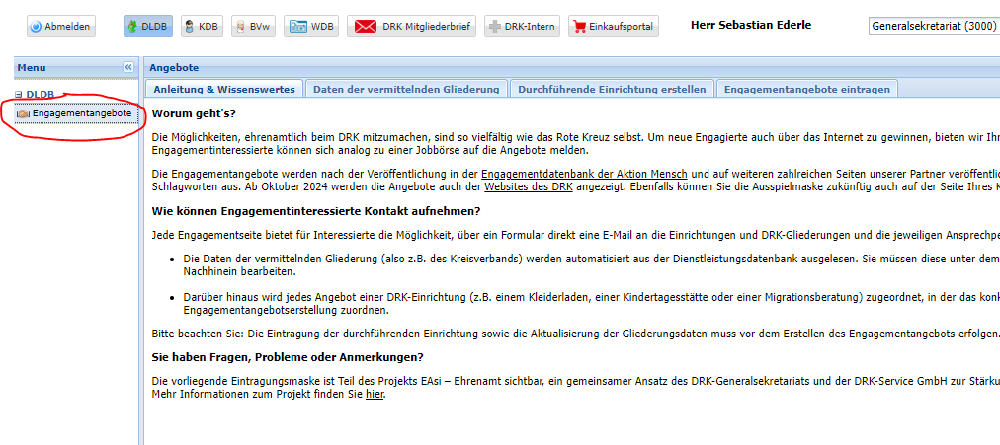 Abmelden DLDB KDB BVw WDB DRK Mitgliederbrief DRK-Intern Einkaufsportal Herr Sebastian Ederle Generalsekretariat (3000)
Menu
DLDB
Engagementangebote
Angebote
Anleitung & Wissenswertes Daten der vermittelnden Gliederung Durchführende Einrichtung erstellen Engagementangebote eintragen
Worum geht's?
Die Möglichkeiten, ehrenamtlich beim DRK mitzumachen, sind so vielfältig wie das Rote Kreuz selbst. Um neue Engagierte auch über das Internet zu gewinnen, bieten wir Ihn
Engagementinteressierte können sich analog zu einer Jobbörse auf die Angebote melden.
Die Engagementangebote werden nach der Veröffentlichung in der Engagementdatenbank der Aktion Mensch und auf weiteren zahlreichen Seiten unserer Partner veröffentlic
Schlagworten aus. Ab Oktober 2024 werden die Angebote auch der Websites des DRK angezeigt. Ebenfalls können Sie die Ausspielmaske zukünftig auch auf der Seite Ihres K
Wie können Engagementinteressierte Kontakt aufnehmen?
Jede Engagementseite bietet für Interessierte die Möglichkeit, über ein Formular direkt eine E-Mail an die Einrichtungen und DRK-Gliederungen und die jeweiligen Ansprechpe
• Die Daten der vermittelnden Gliederung (also z.B. des Kreisverbands) werden automatisiert aus der Dienstleistungsdatenbank ausgelesen. Sie müssen diese unter dem
Nachhinein bearbeiten.
• Darüber hinaus wird jedes Angebot einer DRK-Einrichtung (z.B. einem Kleiderladen, einer Kindertagesstätte oder einer Migrationsberatung) zugeordnet, in der das konk
Engagementangebotserstellung zuordnen.
Bitte beachten Sie: Die Eintragung der durchführenden Einrichtung sowie die Aktualisierung der Gliederungsdaten muss vor dem Erstellen des Engagementangebots erfolgen.
Sie haben Fragen, Probleme oder Anmerkungen?
Die vorliegende Eintragungsmaske ist Teil des Projekts EAsi – Ehrenamt sichtbar, ein gemeinsamer Ansatz des DRK-Generalsekretariats und der DRK-Service GmbH zur Stärku
Mehr Informationen zum Projekt finden Sie hier.